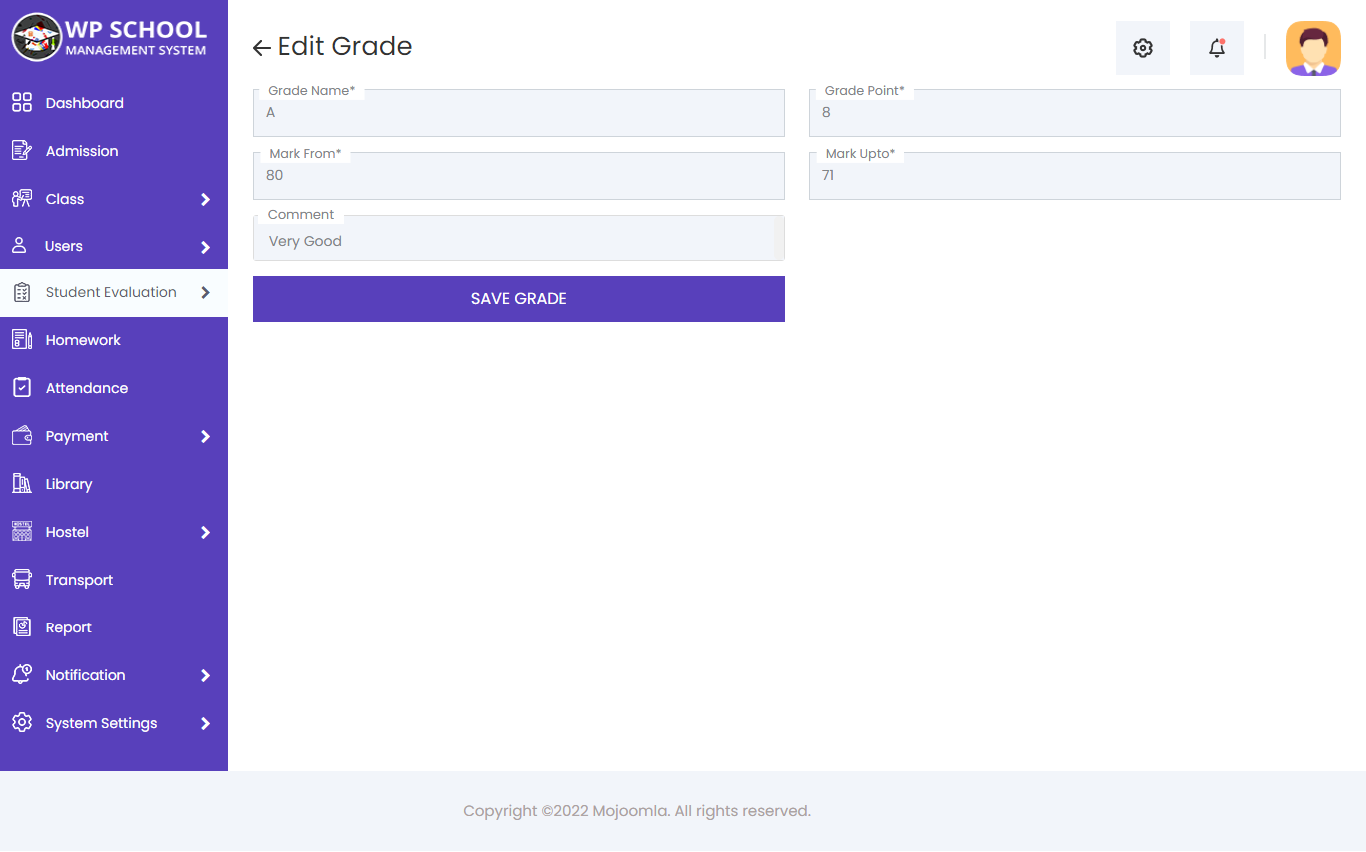 WP SCHOOL
MANAGEMENT SYSTEM
Dashboard
Admission
Class
Users
Student Evaluation
Homework
Attendance
Payment
Library
HOSTEL
Hostel
Transport
Report
Notification
System Settings
Edit Grade
Grade Name*
A
Grade Point*
8
Mark From*
80
Mark Upto*
71
Comment
Very Good
SAVE GRADE
Copyright ©2022 Mojoomla. All rights reserved.